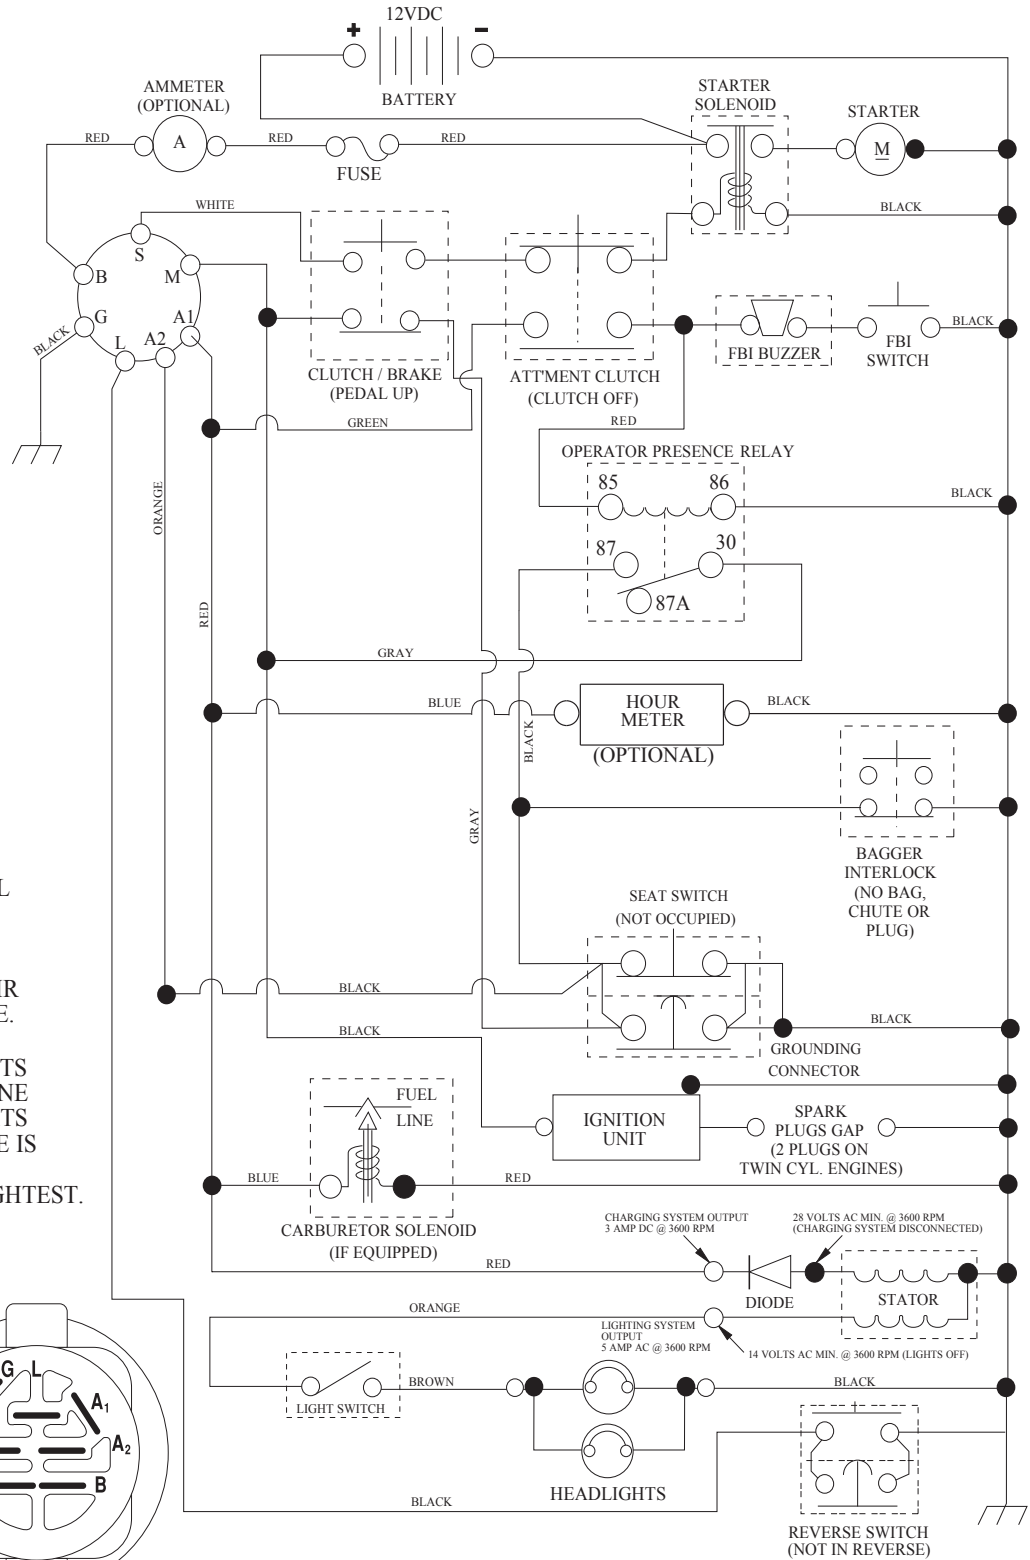 12VDC
+
-
BATTERY
AMMETER
(OPTIONAL)
STARTER
SOLENOID
STARTER
RED
A
RED
RED
FUSE
M
WHITE
BLACK
S
B
M
G
A1
A2
L
BLACK
CLUTCH / BRAKE
(PEDAL UP)
ATT'MENT CLUTCH
(CLUTCH OFF)
FBI BUZZER
FBI
SWITCH
BLACK
GREEN
RED
OPERATOR PRESENCE RELAY
85
86
BLACK
ORANGE
87
30
87A
RED
GRAY
BLUE
HOUR
METER
BLACK
(OPTIONAL)
BLACK
GRAY
BAGGER
INTERLOCK
(NO BAG,
CHUTE OR
PLUG)
L
SEAT SWITCH
(NOT OCCUPIED)
IR
E.
BLACK
BLACK
BLACK
GROUNDING
CONNECTOR
TS
NE
TS
E IS
GHTEST.
FUEL
LINE
IGNITION
UNIT
SPARK
PLUGS GAP
(2 PLUGS ON
TWIN CYL. ENGINES)
BLUE
RED
CARBURETOR SOLENOID
(IF EQUIPPED)
CHARGING SYSTEM OUTPUT
3 AMP DC @ 3600 RPM
28 VOLTS AC MIN. @ 3600 RPM
(CHARGING SYSTEM DISCONNECTED)
RED
DIODE
STATOR
ORANGE
LIGHTING SYSTEM
OUTPUT
5 AMP AC @ 3600 RPM
14 VOLTS AC MIN. @ 3600 RPM (LIGHTS OFF)
BROWN
BLACK
LIGHT SWITCH
G
L
A1
A2
B
HEADLIGHTS
BLACK
REVERSE SWITCH
(NOT IN REVERSE)